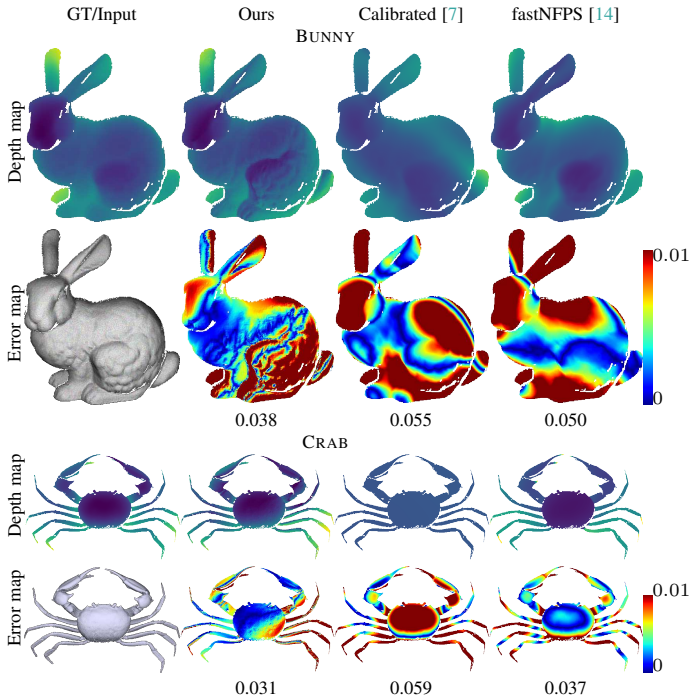 GT/Input Ours Calibrated [7] fastNFPS [14]
BUNNY
Depth map
Error map
0.01
0
0.038 0.055 0.050
CRAB
Depth map
Error map
0.01
0
0.031 0.059 0.037